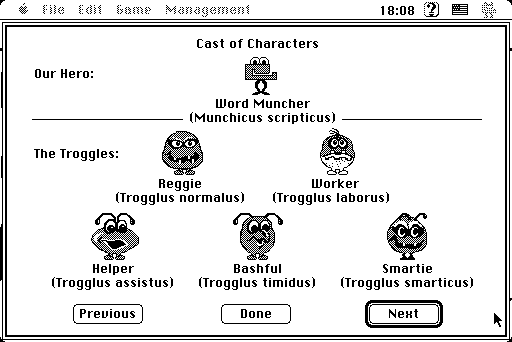 File Edit Game Management 18:08
Cast of Characters
Our Hero:
Word Muncher
(Munchicus scripticus)
The Troggles:
Reggie Worker
(Trogglus normalus) (Trogglus laborus)
Helper Bashful Smartie
(Trogglus assistus) (Trogglus timidus) (Trogglus smarticus)
Previous Done Next